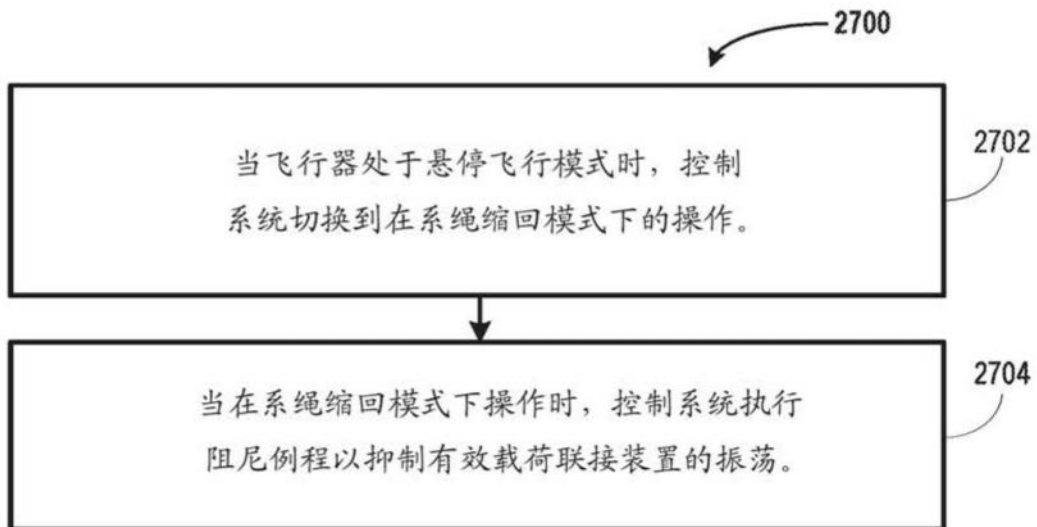 2700
当飞行器处于悬停飞行模式时，控制
系统切换到在系绳缩回模式下的操作。
2702
当在系绳缩回模式下操作时，控制系统执行
阻尼例程以抑制有效载荷联接装置的振荡。
2704